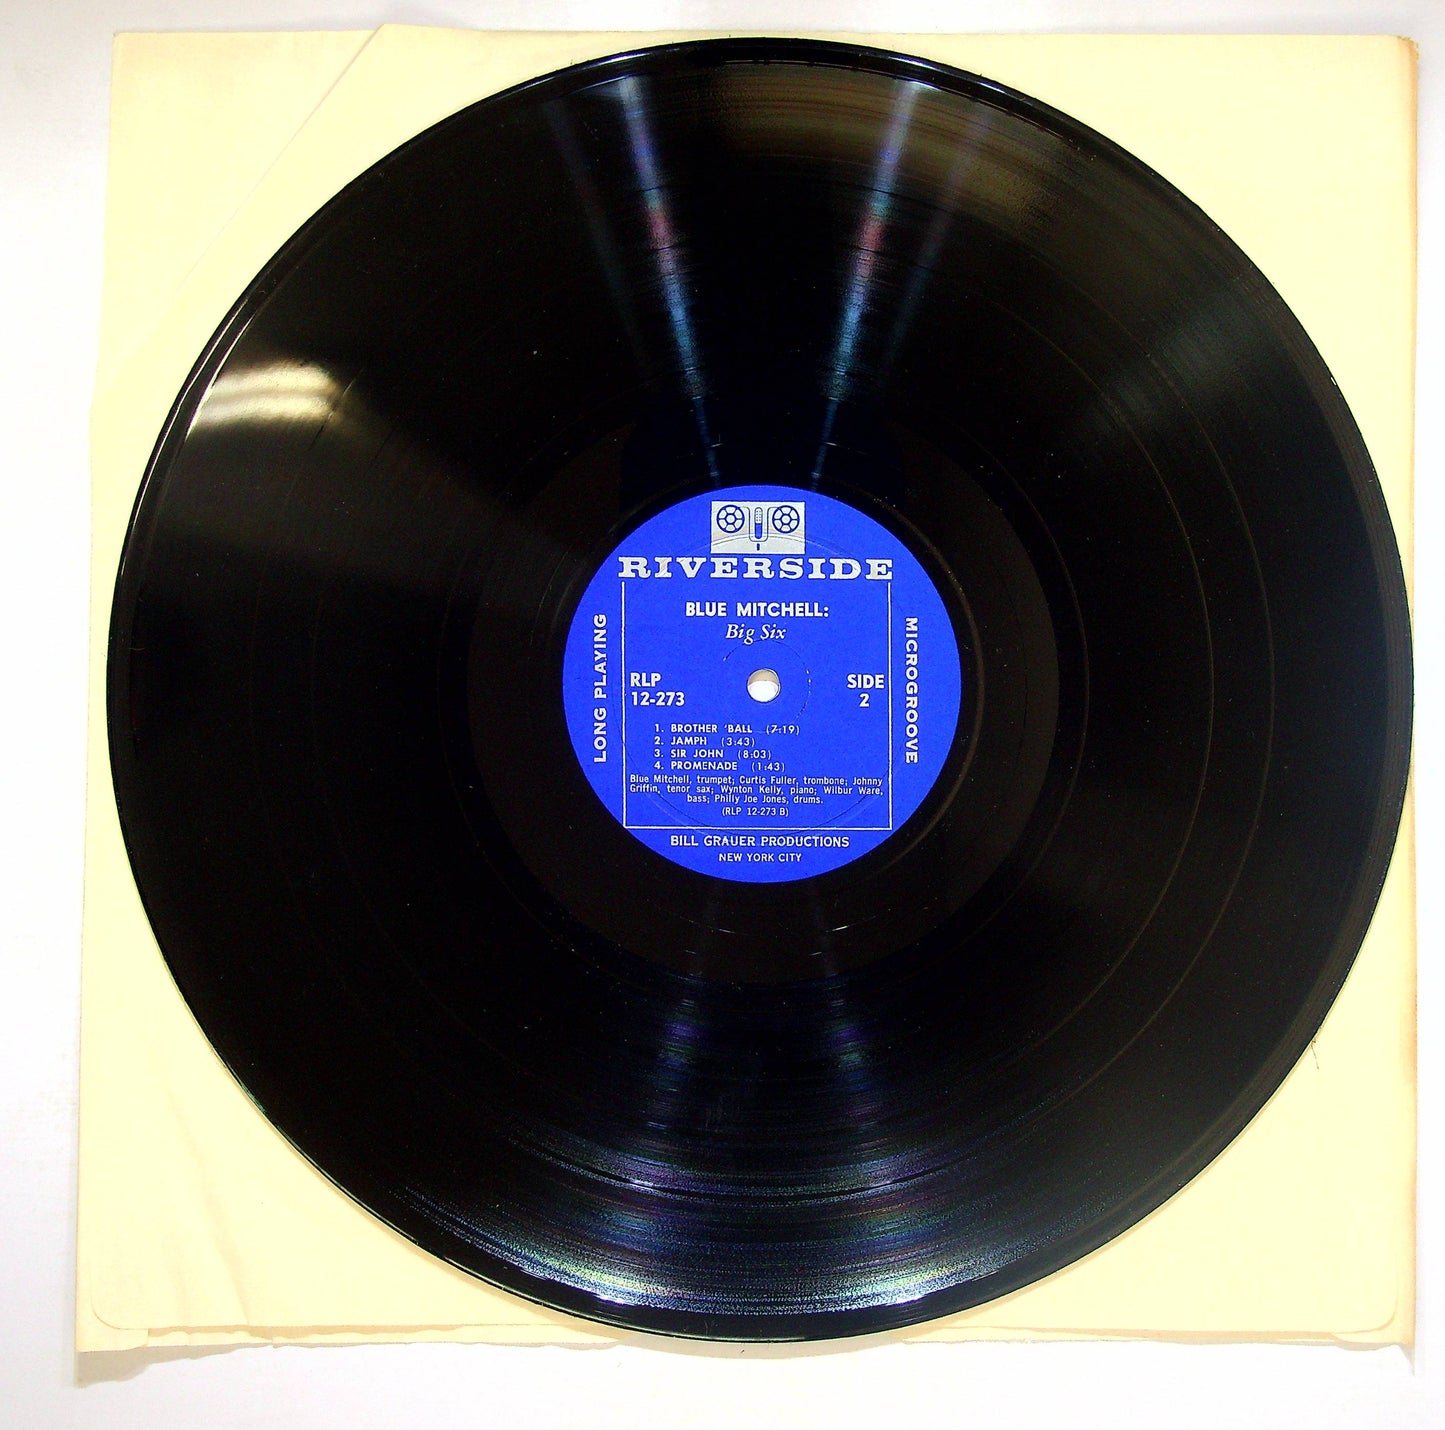 RIVERSIDE
BLUE MITCHELL:
Big Six
LONG PLAYING
MICROGROOVE
RLP
12-273
SIDE
2
1. BROTHER 'BALL (7:19)
2. JAMPH (3:43)
3. SIR JOHN (8:03)
4. PROMENADE (1:43)
Blue Mitchell, trumpet; Curtis Fuller, trombone; Johnny
Griffin, tenor sax; Wynton Kelly, piano; Wilbur Ware,
bass; Philly Joe Jones, drums.
(RLP 12-273 B)
BILL GRAUER PRODUCTIONS
NEW YORK CITY